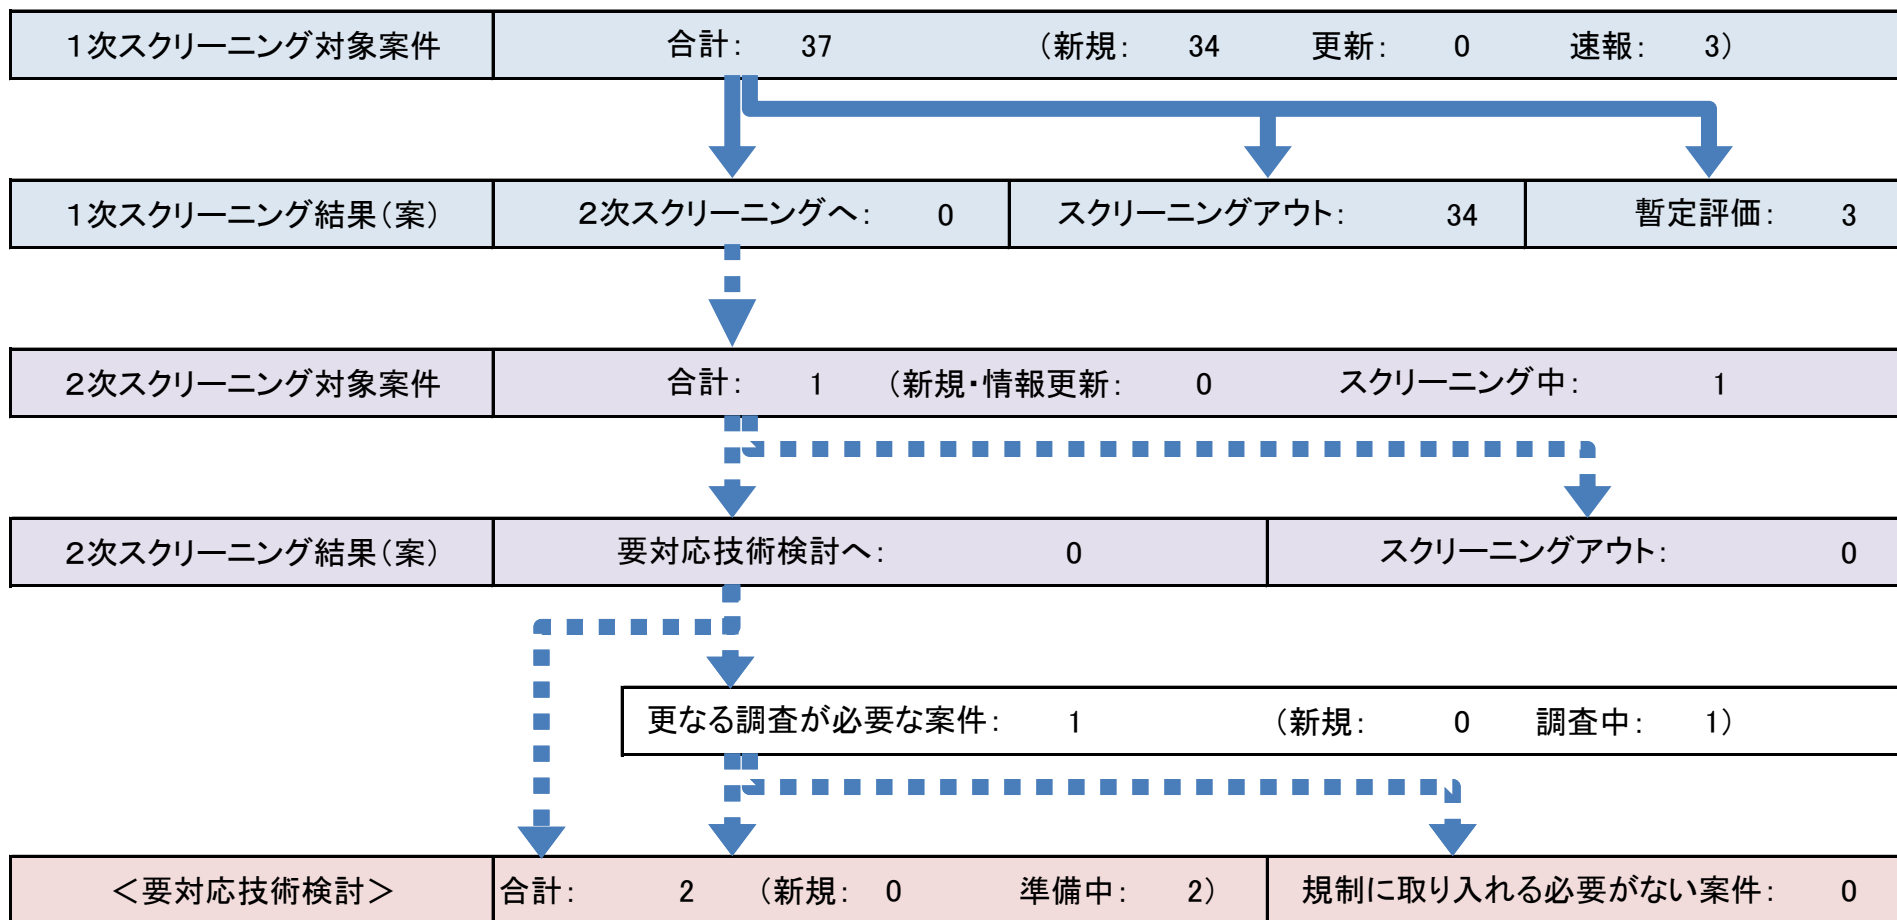 １次スクリーニング対象案件 合計： 37 （新規： 34 更新： 0 速報： 3）
１次スクリーニング結果（案） ２次スクリーニングへ： 0 スクリーニングアウト： 34 暫定評価： 3
２次スクリーニング対象案件 合計： 1 （新規・情報更新： 0 スクリーニング中： 1
２次スクリーニング結果（案） 要対応技術検討へ： 0 スクリーニングアウト： 0
更なる調査が必要な案件： 1 （新規： 0 調査中： 1）
＜要対応技術検討＞ 合計： 2 （新規： 0 準備中： 2） 規制に取り入れる必要がない案件： 0